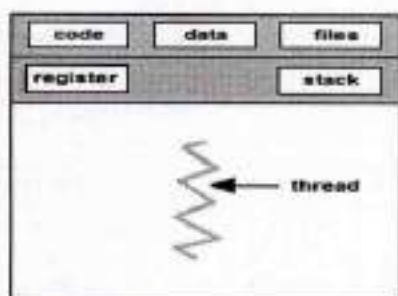 code data files
register stack
thread